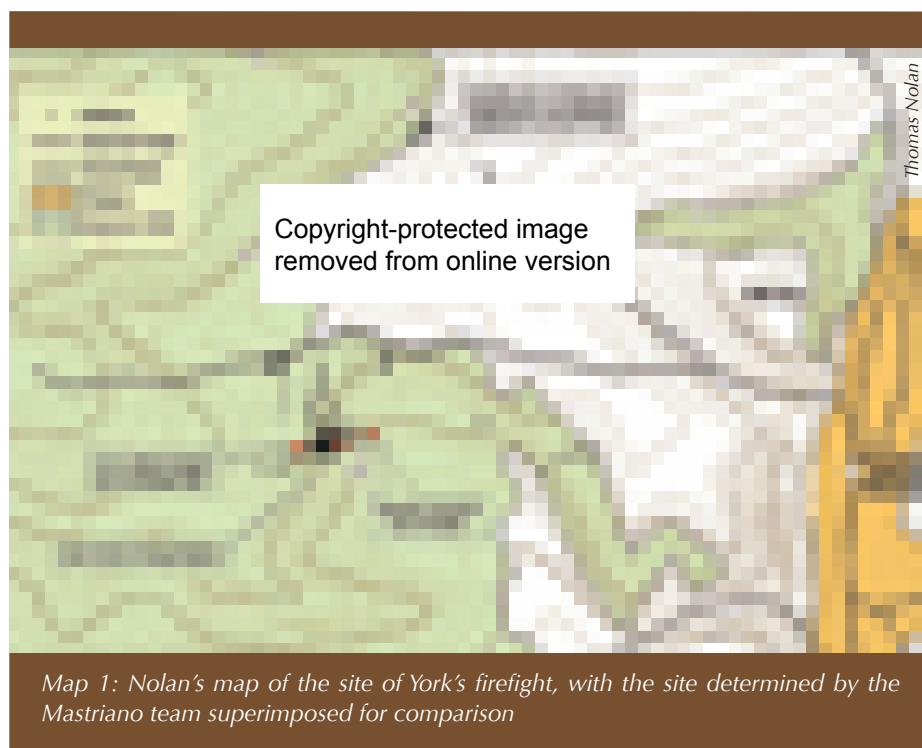 Thomas Nolan
Copyright-protected image
removed from online version
Map 1: Nolan's map of the site of York's firefight, with the site determined by the
Mastriano team superimposed for comparison